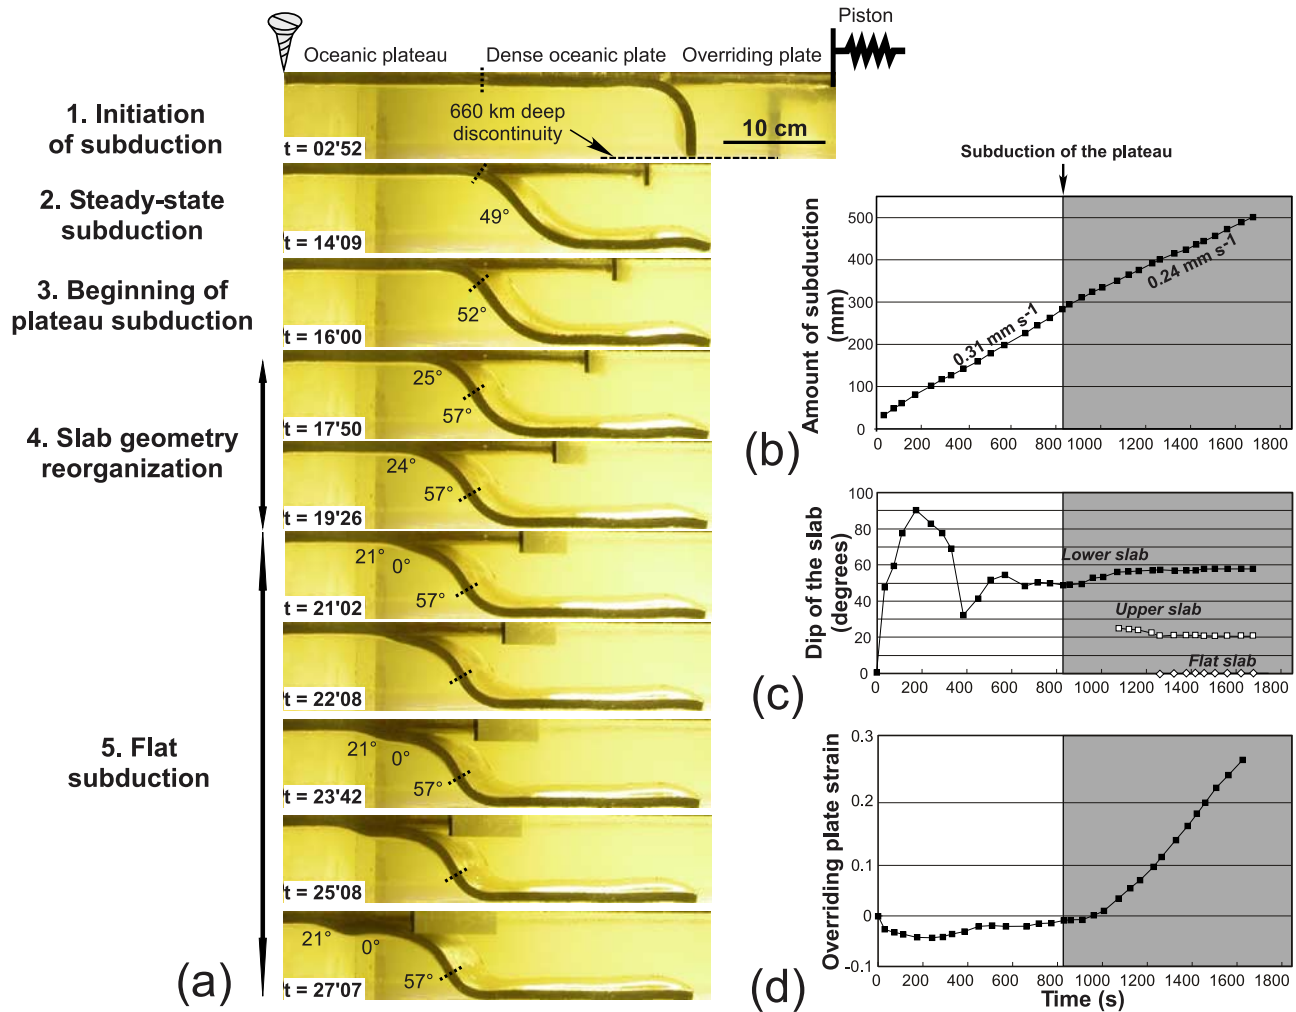 Piston
Oceanic plateau
Dense oceanic plate
Overriding plate
1. Initiation
of subduction
660 km deep
discontinuity
10 cm
t = 02'52
2. Steady-state
subduction
49°
t = 14'09
3. Beginning of
plateau subduction
52°
t = 16'00
25°
57°
t = 17'50
4. Slab geometry
reorganization
24°
57°
t = 19'26
21°
0°
57°
t = 21'02
t = 22'08
5. Flat
subduction
21°
0°
57°
t = 23'42
t = 25'08
21°
0°
57°
t = 27'07
(a)
Subduction of the plateau
Amount of subduction
(mm)
500
400
300
200
100
0
0.31 mm s-1
0.24 mm s-1
0 200 400 600 800 1000 1200 1400 1600 1800
(b)
Dip of the slab
(degrees)
100
80
60
40
20
0
Lower slab
Upper slab
Flat slab
0 200 400 600 800 1000 1200 1400 1600 1800
(c)
Overriding plate strain
0.3
0.2
0.1
0
-0.1
0 200 400 600 800 1000 1200 1400 1600 1800
Time (s)
(d)